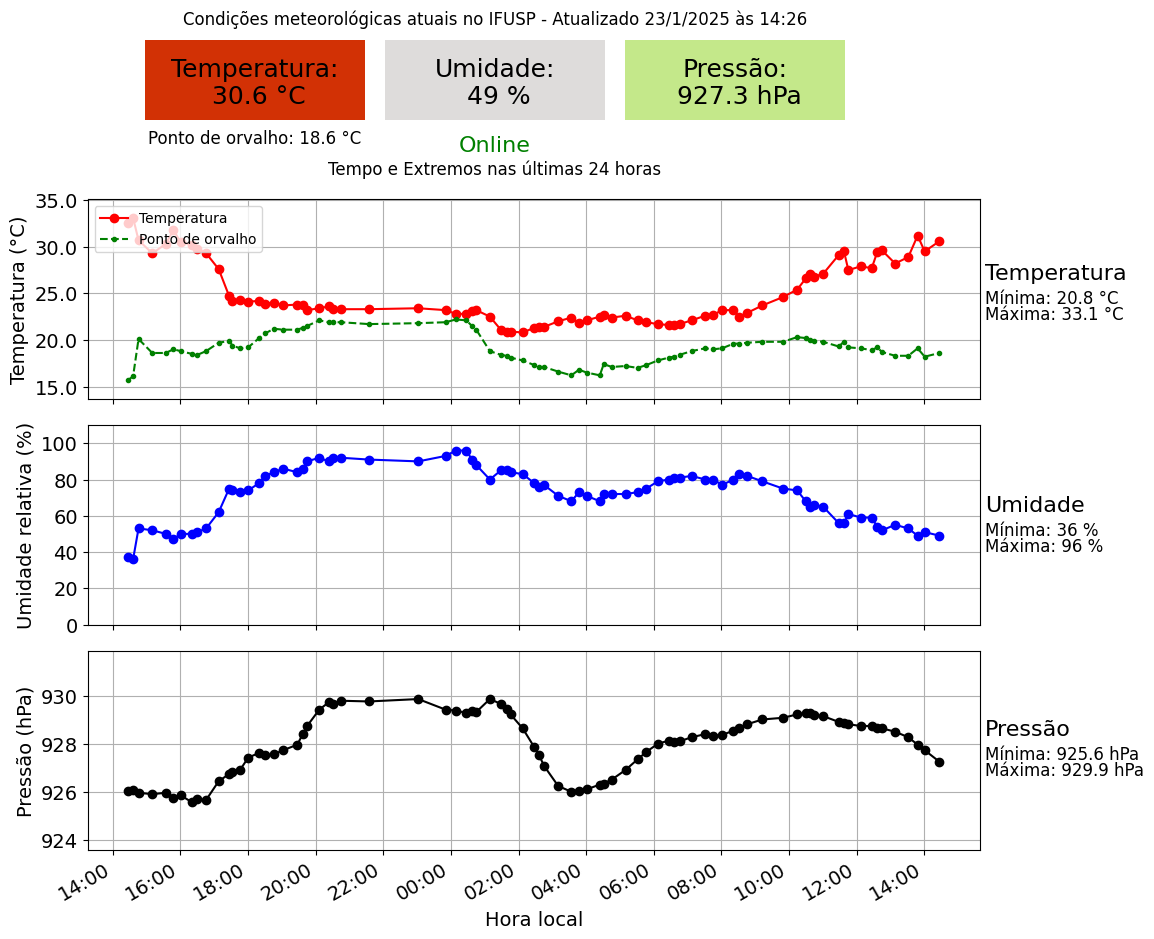 Condições meteorológicas atuais no IFUSP - Atualizado 23/1/2025 às 14:26
Temperatura:
30.6 °C
Umidade:
49 %
Pressão:
927.3 hPa
Ponto de orvalho: 18.6 °C
Online
Tempo e Extremos nas últimas 24 horas
Temperatura (°C)
35.0
30.0
25.0
20.0
15.0
Temperatura
Ponto de orvalho
Temperatura
Mínima: 20.8 °C
Máxima: 33.1 °C
Umidade relativa (%)
100
80
60
40
20
0
Umidade
Mínima: 36 %
Máxima: 96 %
Pressão (hPa)
930
928
926
924
Pressão
Mínima: 925.6 hPa
Máxima: 929.9 hPa
14:00 16:00 18:00 20:00 22:00 00:00 02:00 04:00 06:00 08:00 10:00 12:00 14:00
Hora local